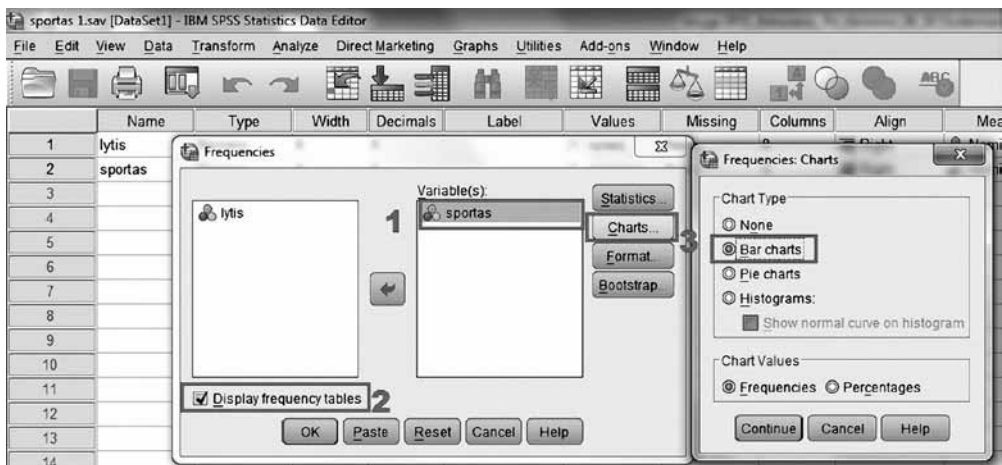 sportas 1.sav [DataSet1] - IBM SPSS Statistics Data Editor
File Edit View Data Transform Analyze Direct Marketing Graphs Utilities Add-ons Window Help
ABC
Name Type Width Decimals Label Values Missing Columns Align Mea
1 lytis
2 sportas
3
4
5
6
7
8
9
10
11
12
13
14
Frequencies
lytis
1
Variable(s):
sportas
Statistics...
Charts...
Format...
Bootstrap...
Display frequency tables
2
OK Paste Reset Cancel Help
3
Frequencies: Charts
Chart Type
None
Bar charts
Pie charts
Histograms:
Show normal curve on histogram
Chart Values
Frequencies Percentages
Continue Cancel Help